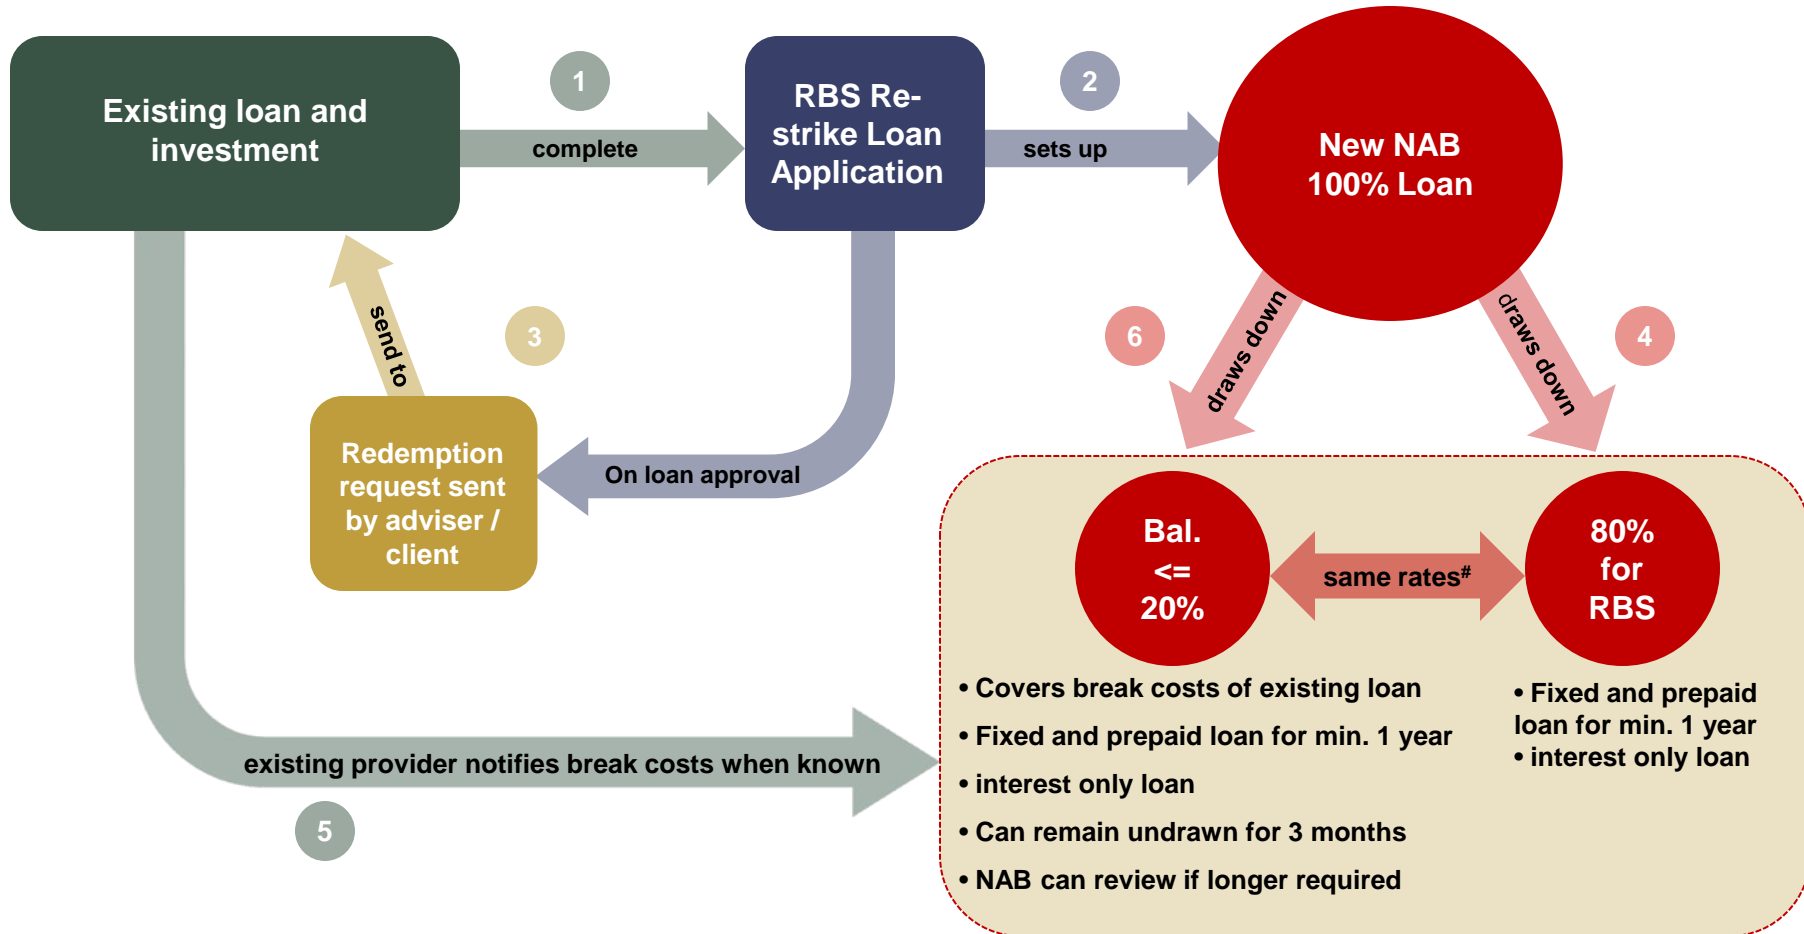 Existing loan and
investment
1
complete
RBS Re-
strike Loan
Application
2
sets up
New NAB
100% Loan
send to
3
6
draws down
draws down
4
Redemption
request sent
by adviser /
client
On loan approval
Bal.
<=
20%
same rates#
80%
for
RBS
• Covers break costs of existing loan
• Fixed and prepaid loan for min. 1 year
• interest only loan
• Can remain undrawn for 3 months
• NAB can review if longer required
• Fixed and prepaid
loan for min. 1 year
• interest only loan
existing provider notifies break costs when known
5